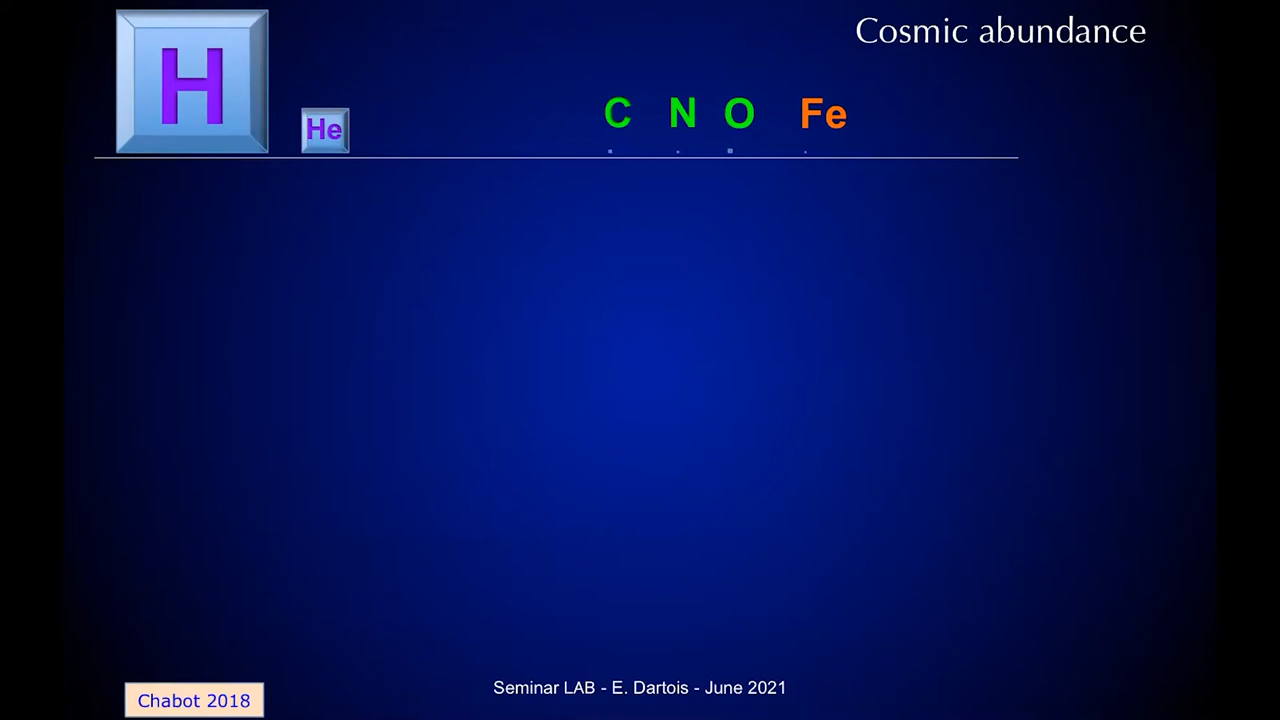 Cosmic abundance
H
He
C N O Fe
Seminar LAB - E. Dartois - June 2021
Chabot 2018